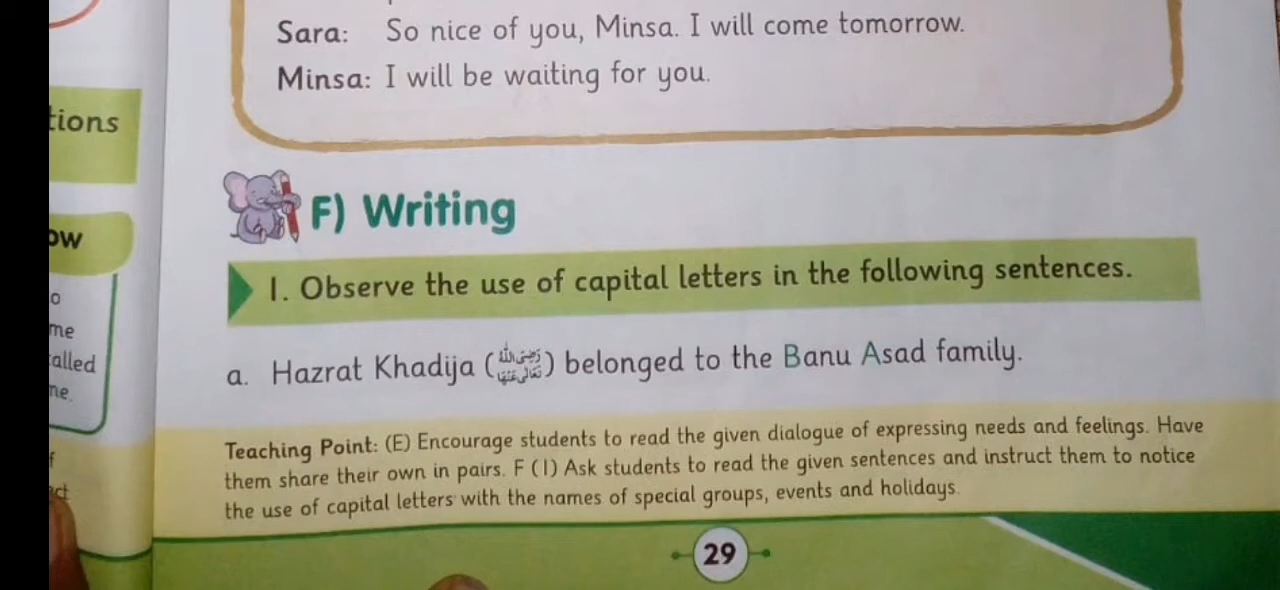 Sara: So nice of you, Minsa. I will come tomorrow.
Minsa: I will be waiting for you.
tions
ow
o
me
alled
ne.
f
ct
F) Writing
1. Observe the use of capital letters in the following sentences.
a. Hazrat Khadija (رَضِيَ اللهُ تَعَالٰی عَنْهَا) belonged to the Banu Asad family.
Teaching Point: (E) Encourage students to read the given dialogue of expressing needs and feelings. Have
them share their own in pairs. F (1) Ask students to read the given sentences and instruct them to notice
the use of capital letters with the names of special groups, events and holidays.
29